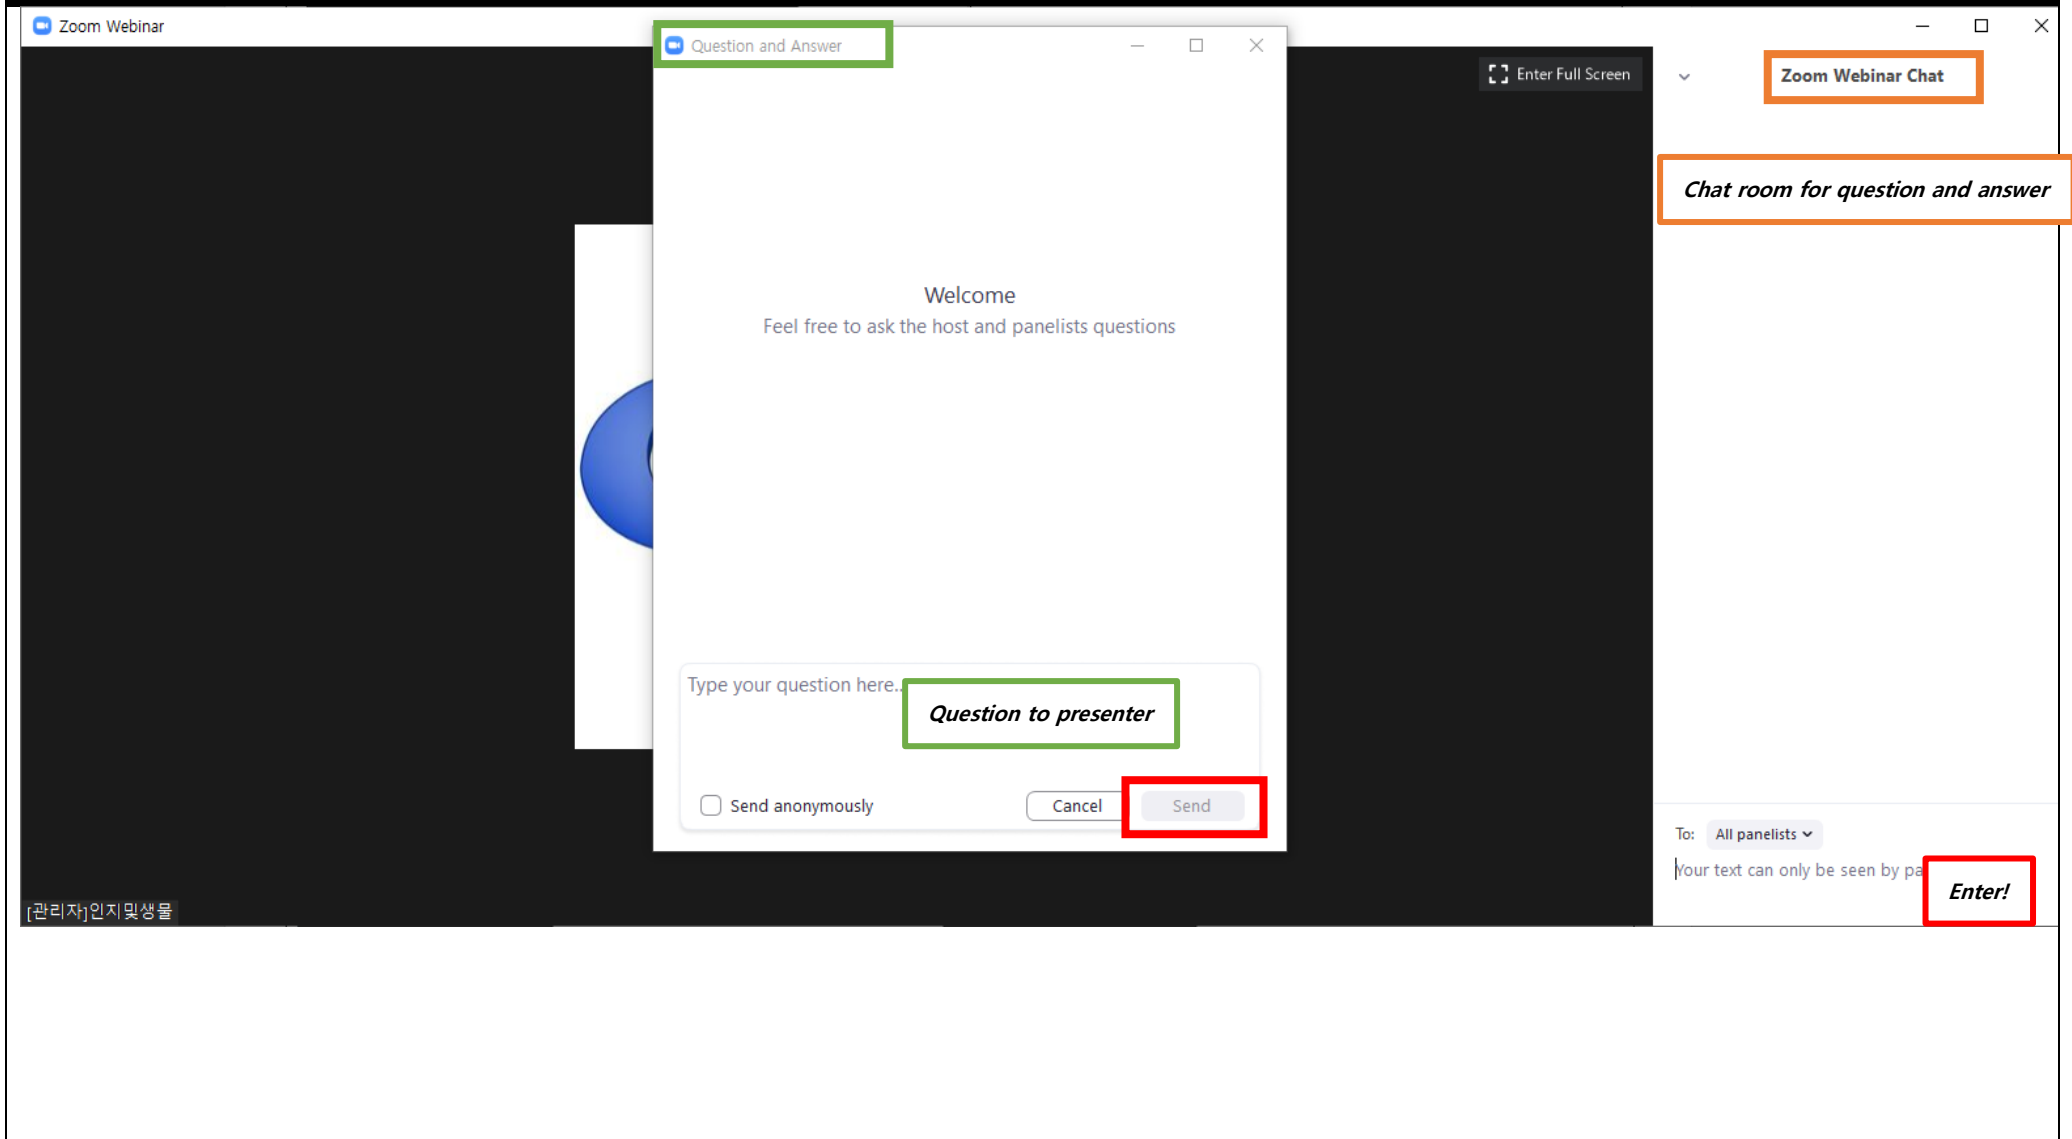 Zoom Webinar
Question and Answer
Enter Full Screen
Zoom Webinar Chat
Chat room for question and answer
Welcome
Feel free to ask the host and panelists questions
Type your question here..
Question to presenter
Send anonymously
Cancel
Send
To: All panelists
Your text can only be seen by pa
Enter!
[관리자]인지및생물